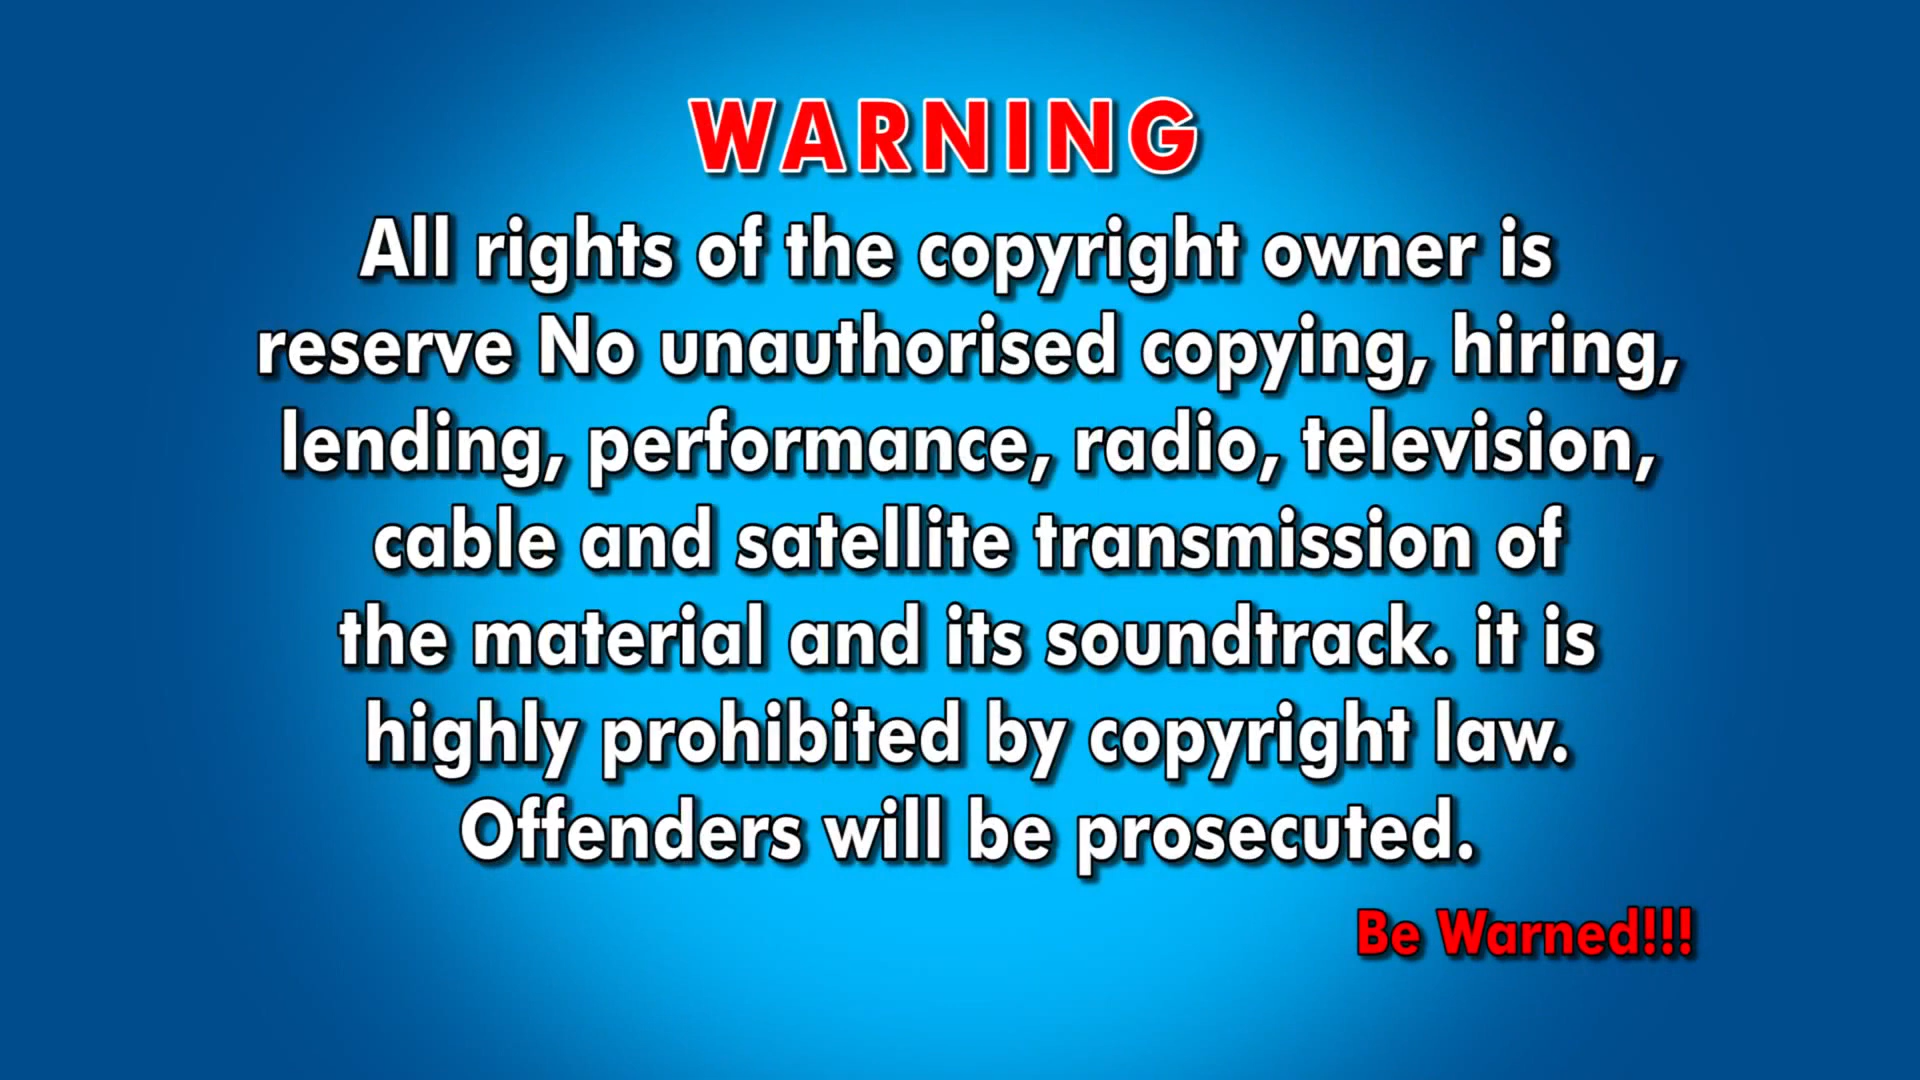 WARNING
All rights of the copyright owner is
reserve No unauthorised copying, hiring,
lending, performance, radio, television,
cable and satellite transmission of
the material and its soundtrack. it is
highly prohibited by copyright law.
Offenders will be prosecuted.
Be Warned!!!